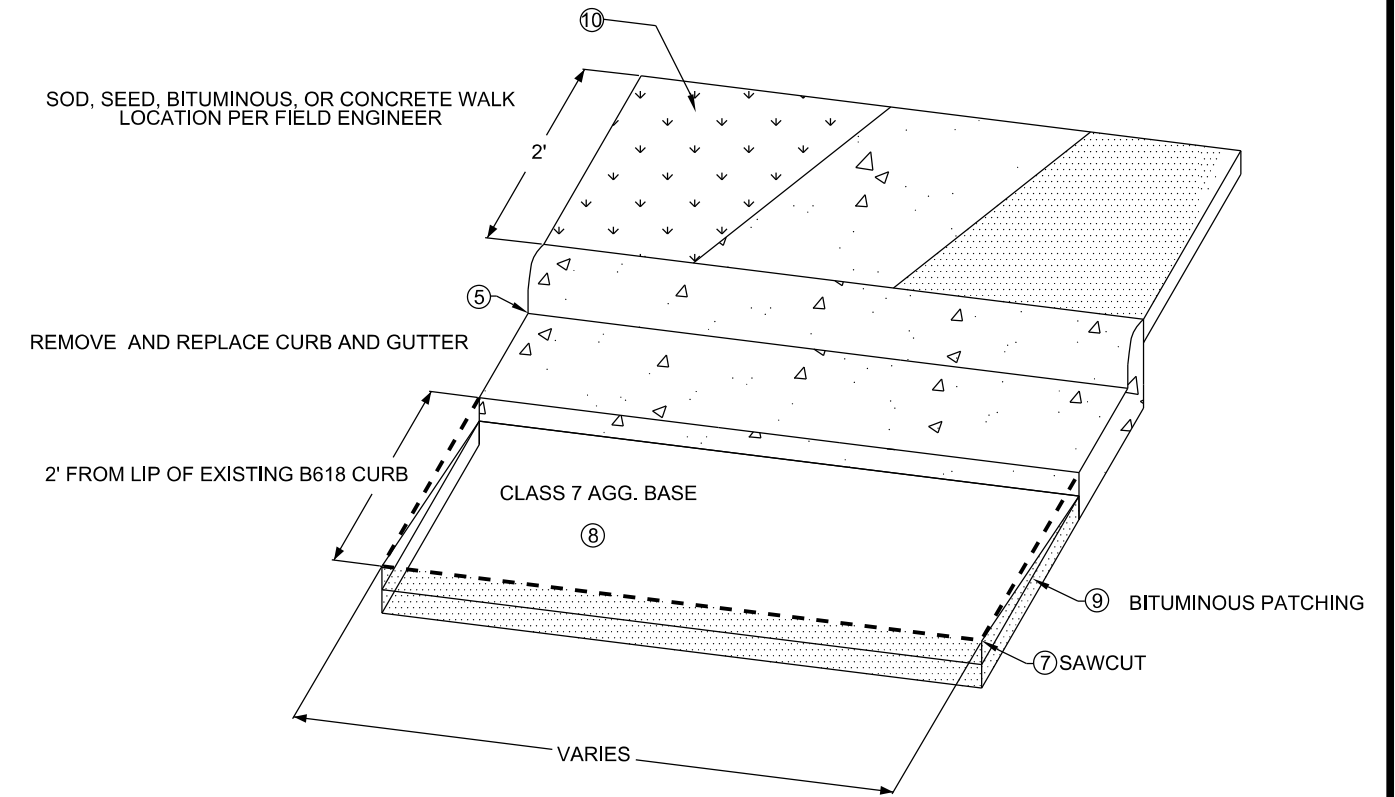 ⑩
SOD, SEED, BITUMINOUS, OR CONCRETE WALK
LOCATION PER FIELD ENGINEER
2'
⑤
REMOVE AND REPLACE CURB AND GUTTER
2' FROM LIP OF EXISTING B618 CURB
CLASS 7 AGG. BASE
⑧
⑨ BITUMINOUS PATCHING
⑦ SAWCUT
VARIES